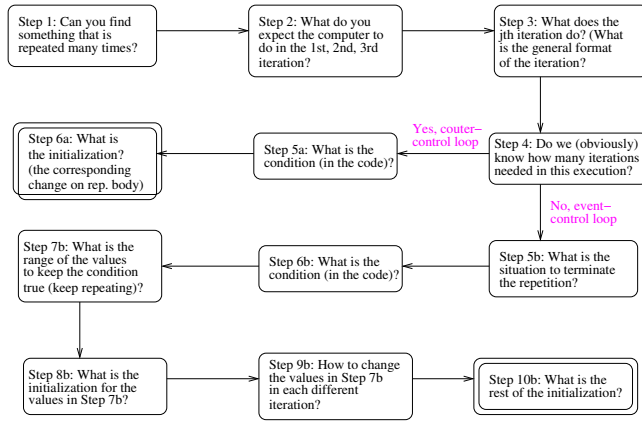 Step 1: Can you find
something that is
repeated many times?
Step 2: What do you
expect the computer to
do in the 1st, 2nd, 3rd
iteration?
Step 3: What does the
jth iteration do? (What
is the general format
of the iteration?
Step 4: Do we (obviously)
know how many iterations
needed in this execution?
Yes, couter−
control loop
Step 5a: What is the
condition (in the code)?
Step 6a: What is
the initialization?
(the corresponding
change on rep. body)
No, event−
control loop
Step 5b: What is the
situation to terminate
the repetition?
Step 6b: What is the
condition (in the code)?
Step 7b: What is the
range of the values
to keep the condition
true (keep repeating)?
Step 8b: What is the
initialization for the
values in Step 7b?
Step 9b: How to change
the values in Step 7b
in each different
iteration?
Step 10b: What is the
rest of the initialization?